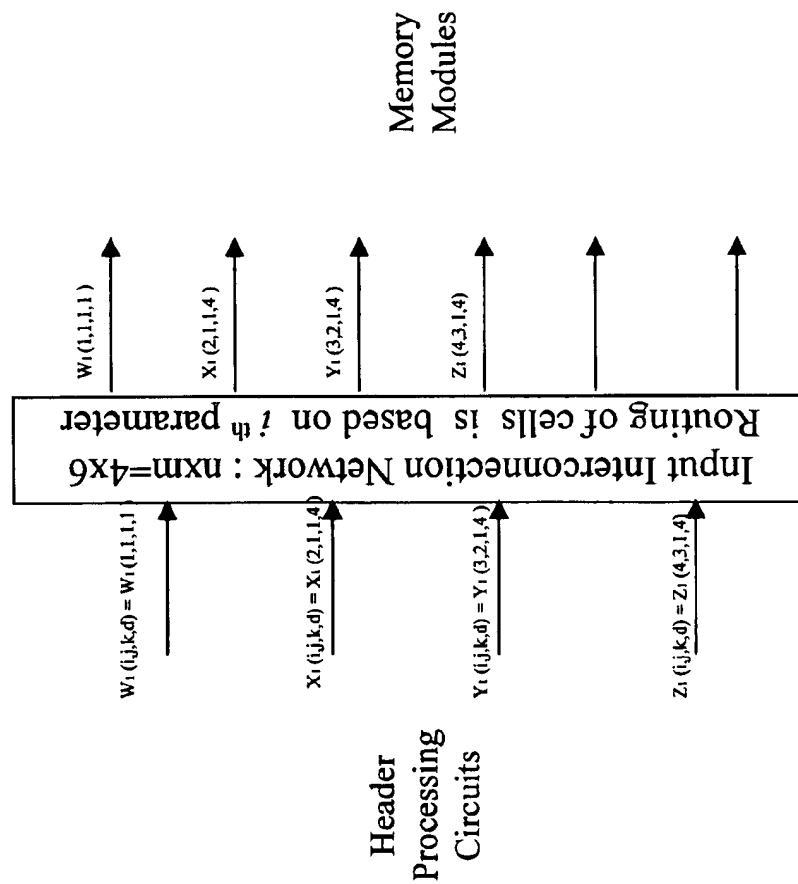 Header
Processing
Circuits
W1 (i,j,k,d) = W1 (1,1,1,1)
X1 (i,j,k,d) = X1 (2,1,1,4)
Y1 (i,j,k,d) = Y1 (3,2,1,4)
Z1 (i,j,k,d) = Z1 (4,3,1,4)
Input Interconnection Network : nxm=4x6
Routing of cells is based on i th parameter
W1 (1,1,1,1)
X1 (2,1,1,4)
Y1 (3,2,1,4)
Z1 (4,3,1,4)
Memory
Modules